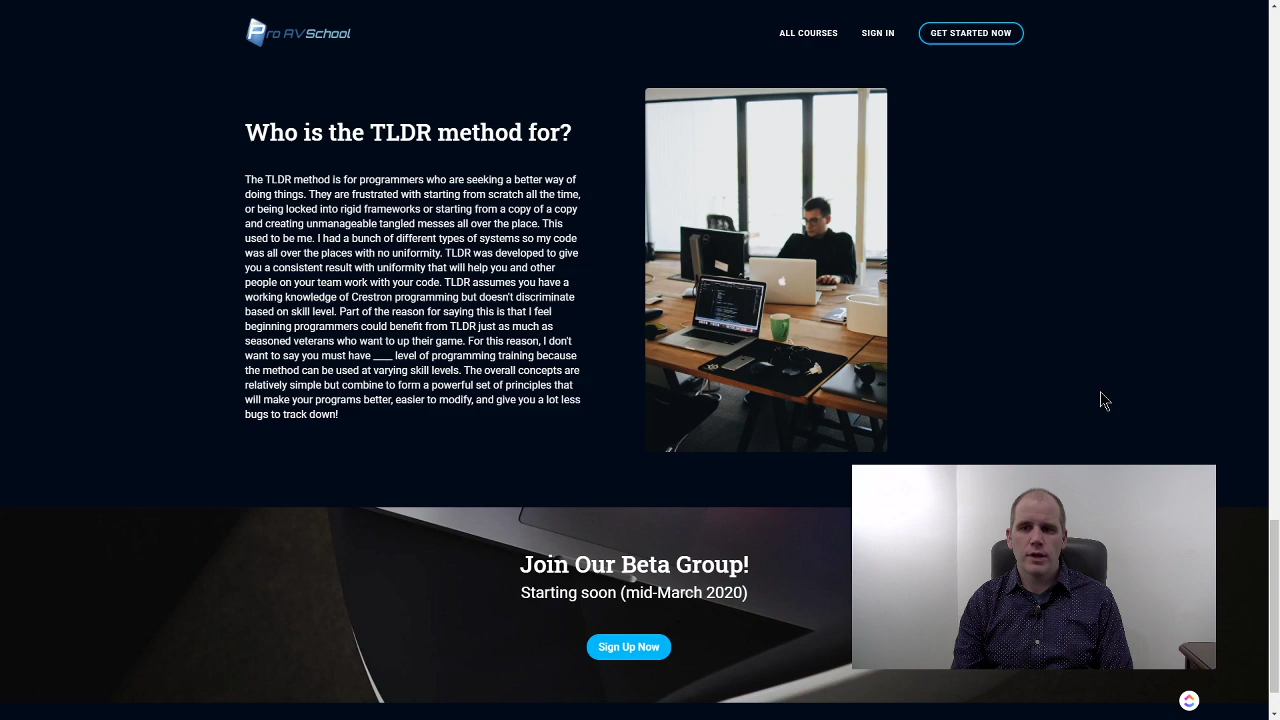 Pro AVSchool
ALL COURSES
SIGN IN
GET STARTED NOW
Who is the TLDR method for?
The TLDR method is for programmers who are seeking a better way of
doing things. They are frustrated with starting from scratch all the time,
or being locked into rigid frameworks or starting from a copy of a copy
and creating unmanageable tangled messes all over the place. This
used to be me. I had a bunch of different types of systems so my code
was all over the places with no uniformity. TLDR was developed to give
you a consistent result with uniformity that will help you and other
people on your team work with your code. TLDR assumes you have a
working knowledge of Crestron programming but doesn't discriminate
based on skill level. Part of the reason for saying this is that I feel
beginning programmers could benefit from TLDR just as much as
seasoned veterans who want to up their game. For this reason, I don't
want to say you must have ____ level of programming training because
the method can be used at varying skill levels. The overall concepts are
relatively simple but combine to form a powerful set of principles that
will make your programs better, easier to modify, and give you a lot less
bugs to track down!
Join Our Beta Group!
Starting soon (mid-March 2020)
Sign Up Now